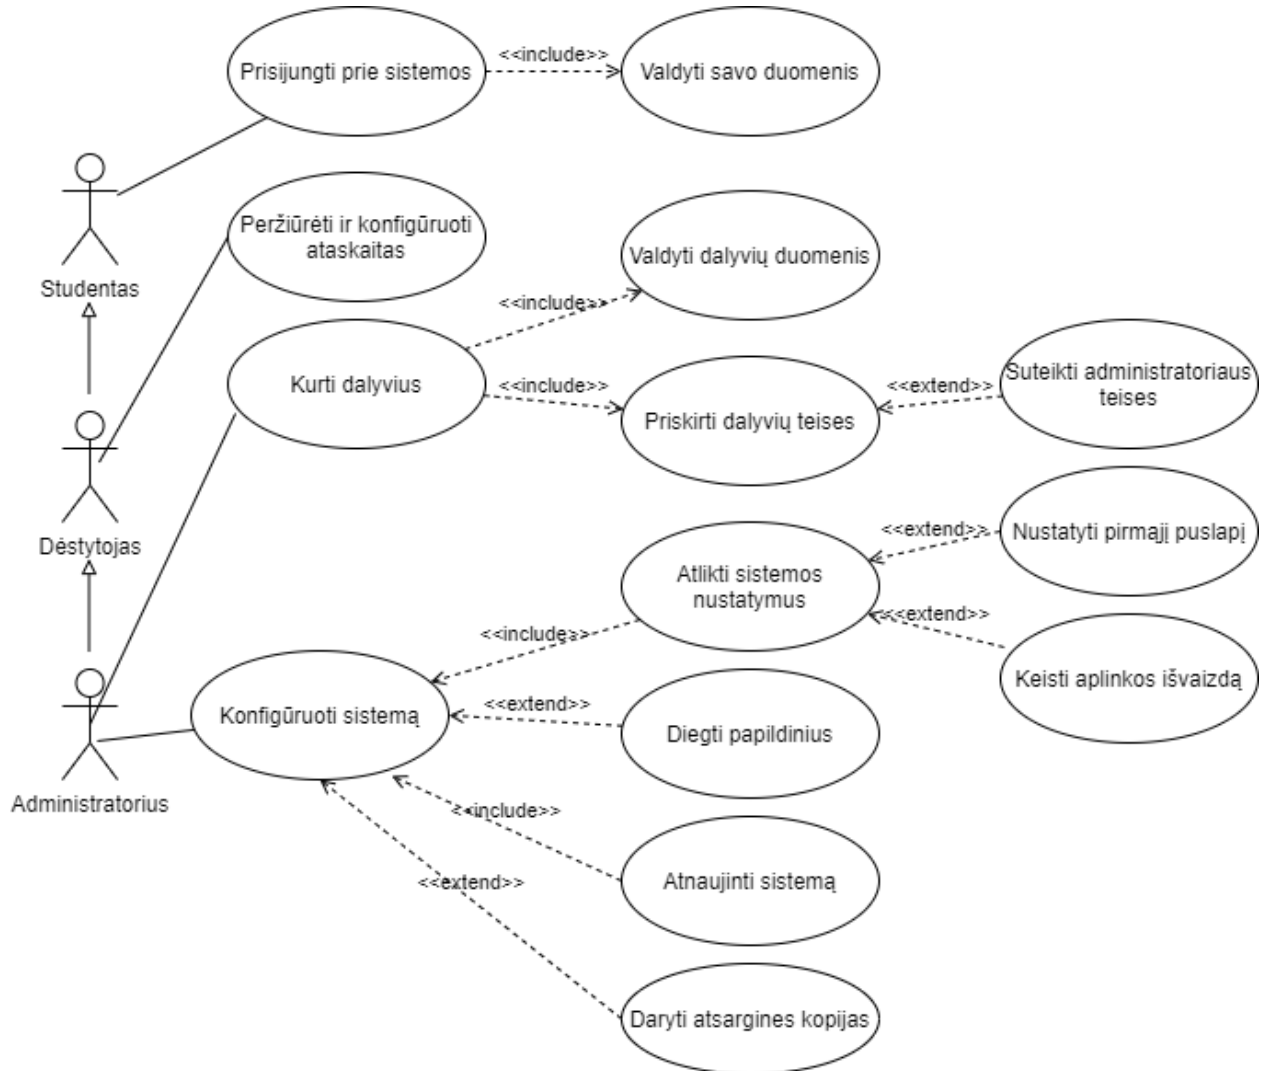 Prisijungti prie sistemos
<<include>>
Valdyti savo duomenis
Studentas
Peržiūrėti ir konfigūruoti
ataskaitas
Valdyti dalyvių duomenis
<<include>>
Kurti dalyvius
<<include>>
Priskirti dalyvių teises
<<extend>>
Suteikti administratoriaus
teises
Dėstytojas
Atlikti sistemos
nustatymus
<<extend>>
Nustatyti pirmąjį puslapį
<<extend>>
Keisti aplinkos išvaizdą
<<include>>
Konfigūruoti sistemą
<<extend>>
Diegti papildinius
Administratorius
<<include>>
Atnaujinti sistemą
<<extend>>
Daryti atsargines kopijas